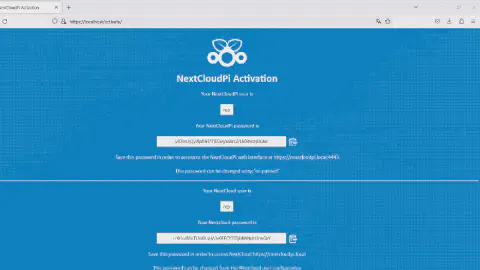 NextCloudPi Activation
https://localhost/activate/
NextCloudPi Activation
Your NextCloudPi user is
ncp
Your NextCloudPi password is
Save this password in order to access to the NextCloudPi web interface at https://nextcloudpi.local:4443
This password can be changed using "nc-passwd"
Your NextCloud user is
ncp
Your Nextcloud password is
Save this password in order to access NextCloud https://nextcloudpi.local
This password can be changed from the Nextcloud user configuration